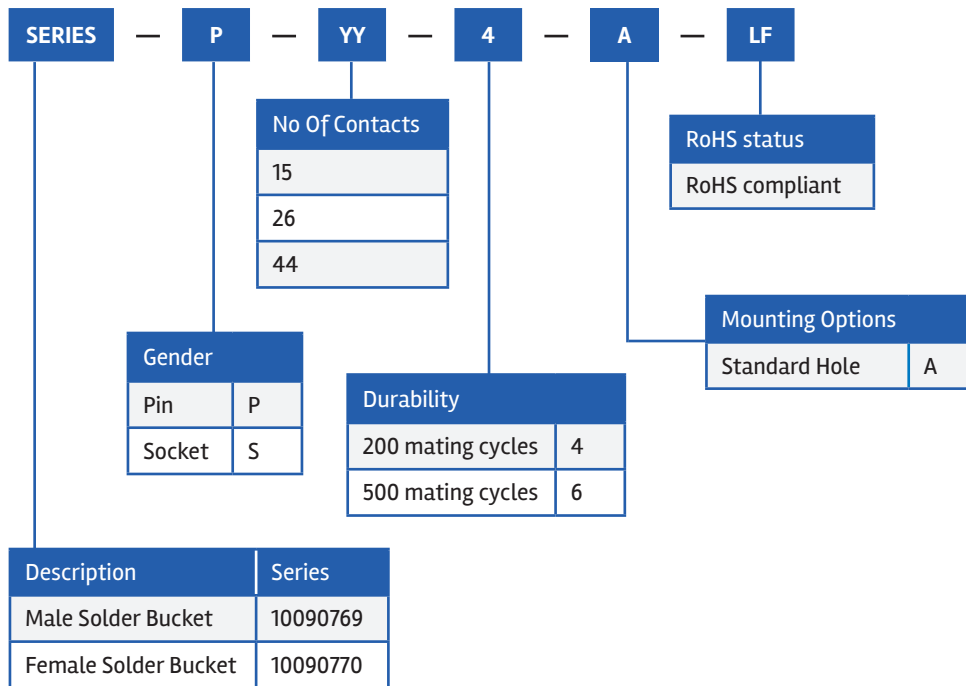 SERIES — P — YY — 4 — A — LF
No Of Contacts
15
26
44
RoHS status
RoHS compliant
Mounting Options
Standard Hole A
Gender
Pin P
Socket S
Durability
200 mating cycles 4
500 mating cycles 6
Description Series
Male Solder Bucket 10090769
Female Solder Bucket 10090770